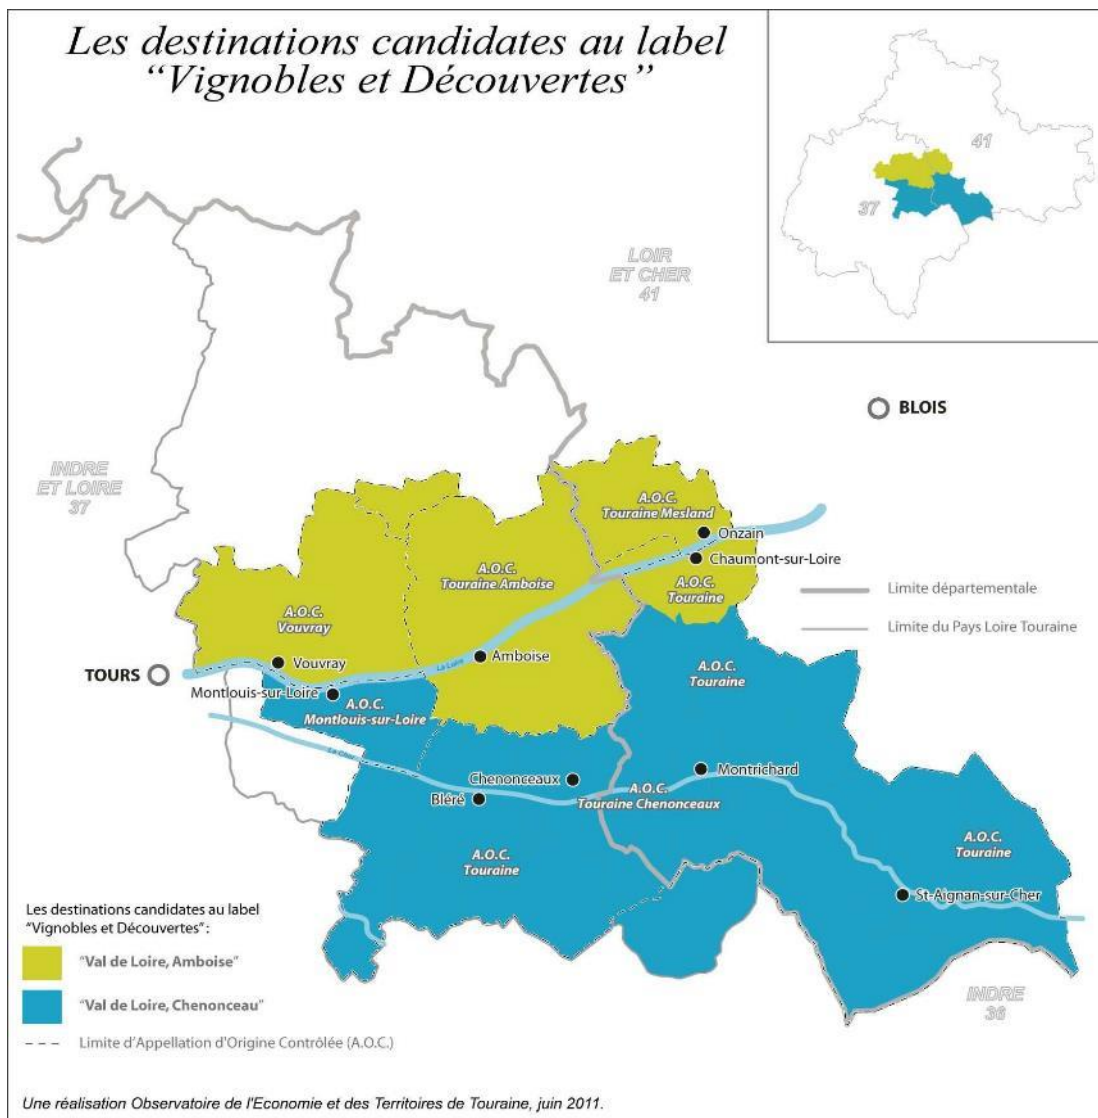 Les destinations candidates au label
“Vignobles et Découvertes”
41
37
LOIR
ET CHER
41
BLOIS
INDRE
ET LOIRE
37
A.O.C.
Touraine Mesland
Onzain
Chaumont-sur-Loire
A.O.C.
Touraine Amboise
A.O.C.
Touraine
Limite départementale
Limite du Pays Loire Touraine
A.O.C.
Vouvray
Vouvray
La Loire
Amboise
TOURS
Montlouis-sur-Loire
A.O.C.
Montlouis-sur-Loire
A.O.C.
Touraine
La Cher
Chenonceaux
Bléré
Montrichard
A.O.C.
Touraine Chenonceaux
A.O.C.
Touraine
A.O.C.
Touraine
St-Aignan-sur-Cher
INDRE
36
Les destinations candidates au label
"Vignobles et Découvertes" :
"Val de Loire, Amboise"
"Val de Loire, Chenonceau"
Limite d'Appellation d'Origine Contrôlée (A.O.C.)
Une réalisation Observatoire de l'Economie et des Territoires de Touraine, juin 2011.